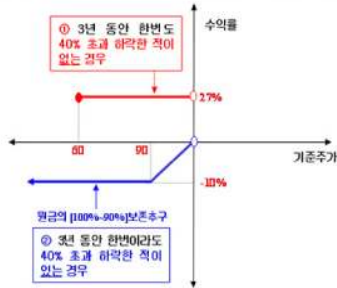 수익률
① 3년 동안 한번도
40% 초과 하락한 적이
없는 경우
27%
60
90
기준주가
-10%
원금의 [100%-90%]보존추구
② 3년 동안 한번이라도
40% 초과 하락한 적이
있는 경우